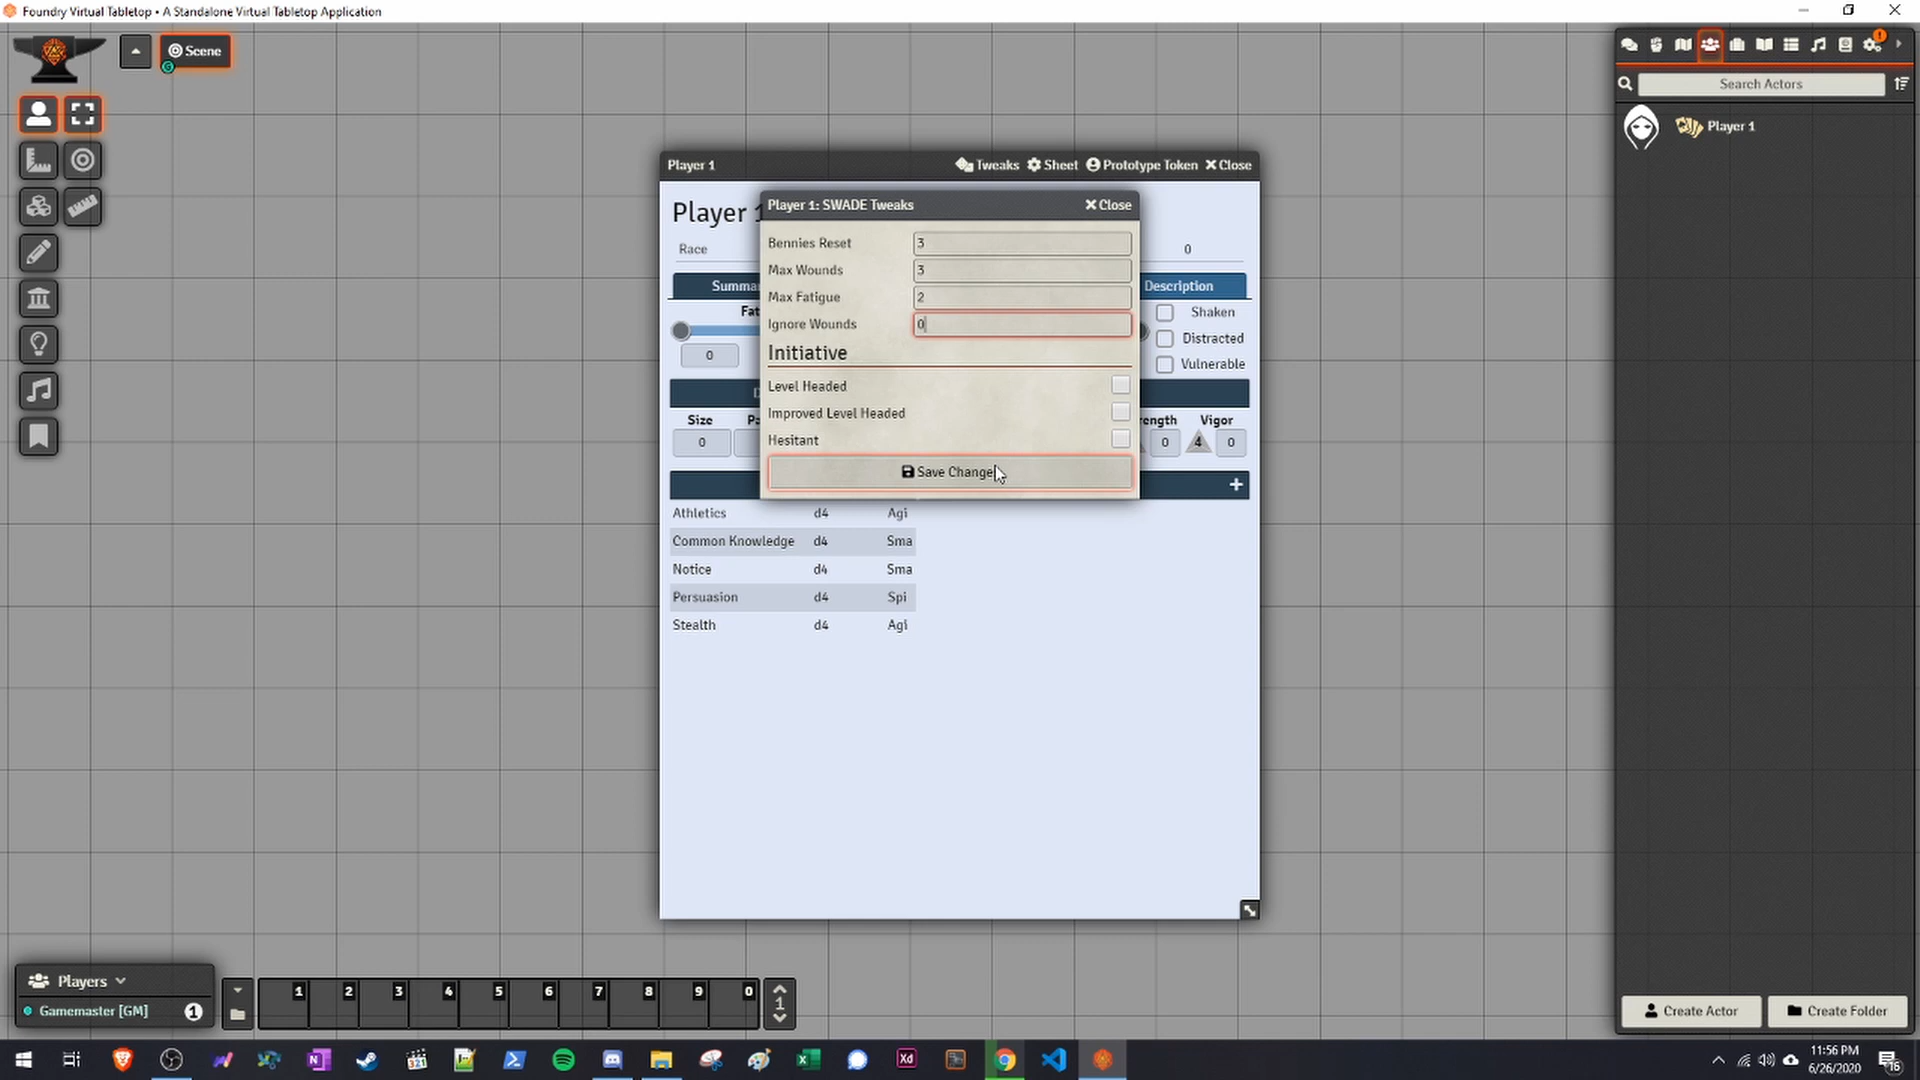 Foundry Virtual Tabletop • A Standalone Virtual Tabletop Application
Scene
G
Search Actors
Player 1
Player 1
Tweaks Sheet Prototype Token Close
Player 1: SWADE Tweaks
Close
Player 1
Race
0
Bennies Reset 3
Max Wounds 3
Max Fatigue 2
Ignore Wounds 0
Description
Shaken
Distracted
Vulnerable
0
Initiative
Level Headed
Improved Level Headed
Hesitant
Save Change
Size
Vigor
0
0 4 0
Athletics d4 Agi
Common Knowledge d4 Sma
Notice d4 Sma
Persuasion d4 Spi
Stealth d4 Agi
Players
Gamemaster [GM] 1
1 2 3 4 5 6 7 8 9 0
1
Create Actor
Create Folder
11:56 PM
6/26/2020
16